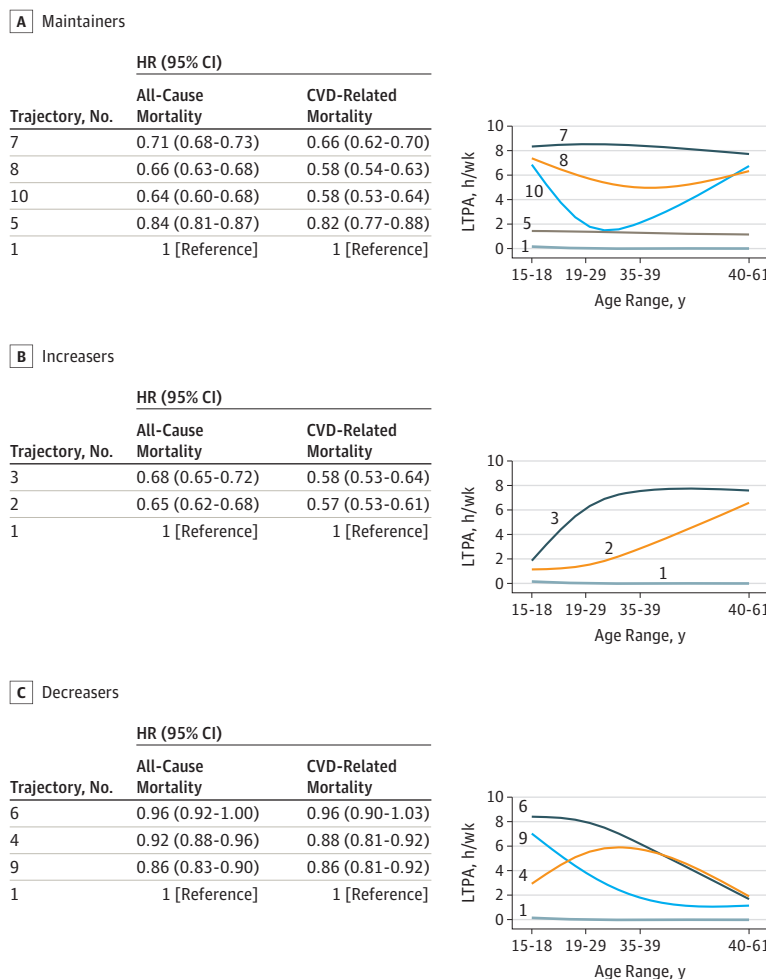 A Maintainers
HR (95% CI)
Trajectory, No. All-Cause Mortality CVD-Related Mortality
7 0.71 (0.68-0.73) 0.66 (0.62-0.70)
8 0.66 (0.63-0.68) 0.58 (0.54-0.63)
10 0.64 (0.60-0.68) 0.58 (0.53-0.64)
5 0.84 (0.81-0.87) 0.82 (0.77-0.88)
1 1 [Reference] 1 [Reference]
LTPA, h/wk
10
8
6
4
2
0
7
8
10
5
1
15-18 19-29 35-39 40-61
Age Range, y
B Increasers
HR (95% CI)
Trajectory, No. All-Cause Mortality CVD-Related Mortality
3 0.68 (0.65-0.72) 0.58 (0.53-0.64)
2 0.65 (0.62-0.68) 0.57 (0.53-0.61)
1 1 [Reference] 1 [Reference]
LTPA, h/wk
10
8
6
4
2
0
3
2
1
15-18 19-29 35-39 40-61
Age Range, y
C Decreasers
HR (95% CI)
Trajectory, No. All-Cause Mortality CVD-Related Mortality
6 0.96 (0.92-1.00) 0.96 (0.90-1.03)
4 0.92 (0.88-0.96) 0.88 (0.81-0.92)
9 0.86 (0.83-0.90) 0.86 (0.81-0.92)
1 1 [Reference] 1 [Reference]
LTPA, h/wk
10
8
6
4
2
0
6
9
4
1
15-18 19-29 35-39 40-61
Age Range, y